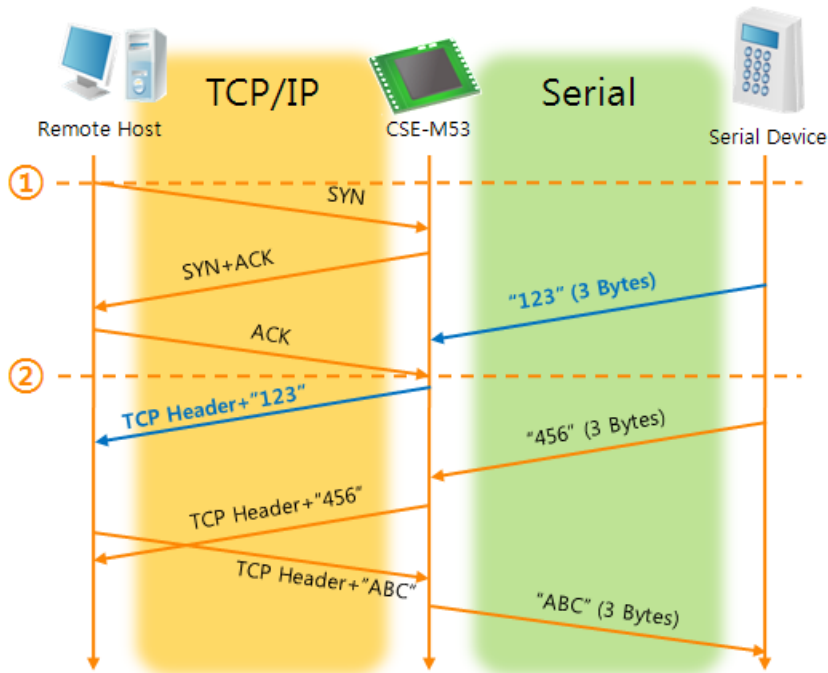 TCP/IP
Serial
Remote Host
CSE-M53
Serial Device
①
SYN
SYN+ACK
“123” (3 Bytes)
ACK
②
TCP Header+“123”
“456” (3 Bytes)
TCP Header+“456”
TCP Header+“ABC”
“ABC” (3 Bytes)